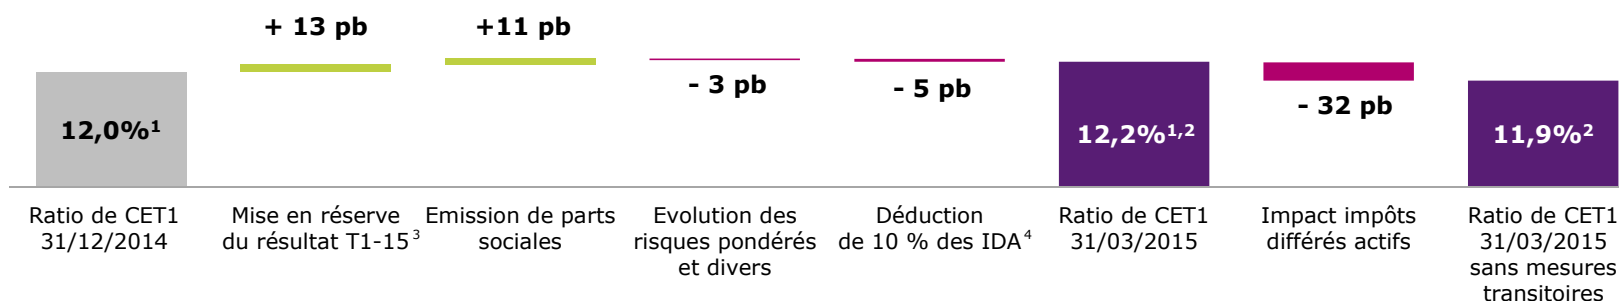 + 13 pb
+11 pb
- 3 pb
- 5 pb
- 32 pb
12,0%¹
12,2%¹,²
11,9%²
Ratio de CET1
31/12/2014
Mise en réserve
du résultat T1-15³
Emission de parts
sociales
Evolution des
risques pondérés
et divers
Déduction
de 10 % des IDA⁴
Ratio de CET1
31/03/2015
Impact impôts
différés actifs
Ratio de CET1
31/03/2015
sans mesures
transitoires